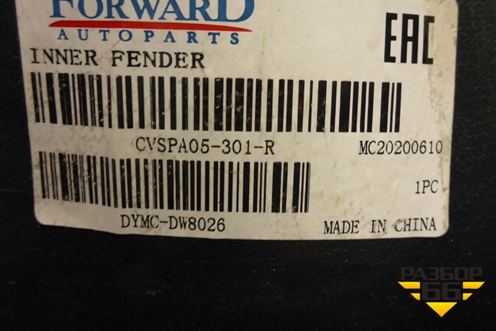 FORWARD
AUTOPARTS
EAC
INNER FENDER
CVSPA05-301-R
MC20200610
1PC
DYMC-DW8026
MADE IN CHINA
РАЗБОР
66